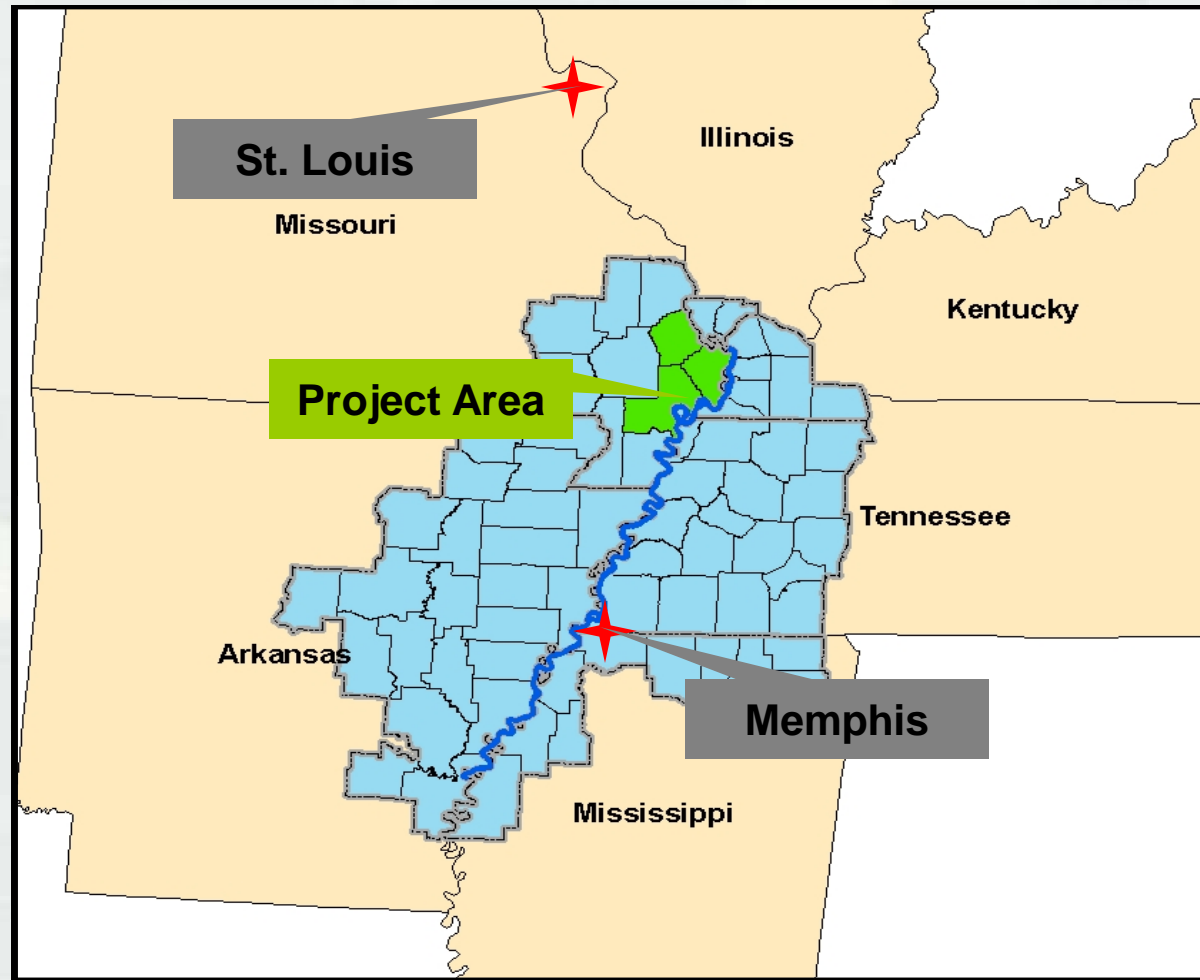 Illinois
St. Louis
Missouri
Kentucky
Project Area
Tennessee
Arkansas
Memphis
Mississippi